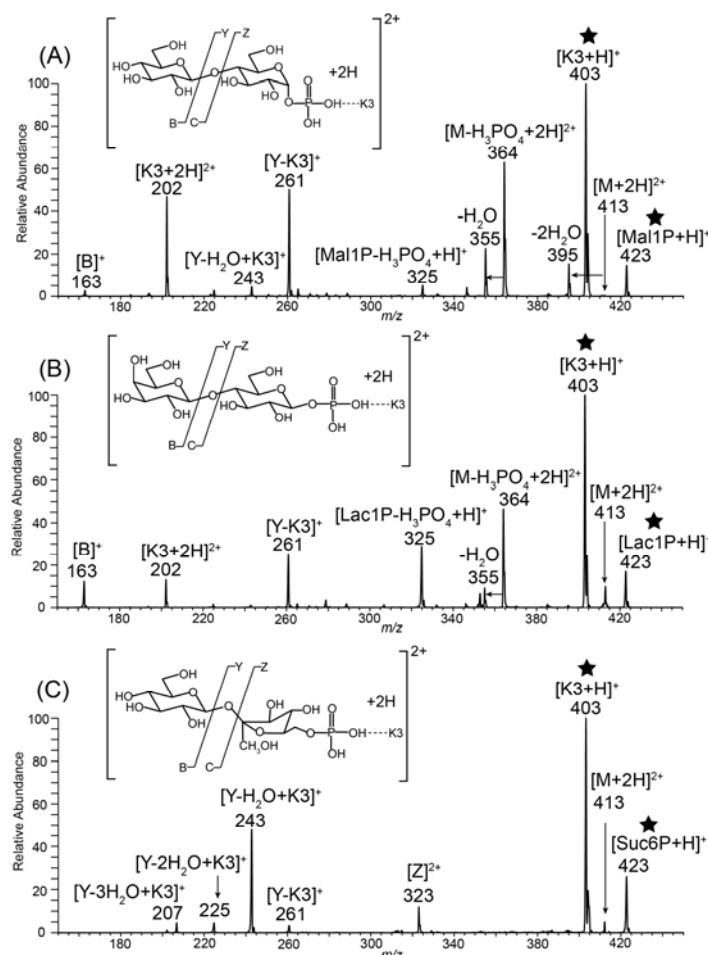 (A)
2+
Y Z
OH
HO
O
OH
HO
O
OH
O
HO
OH
O
O
P
OH----K3
OH
B C
+2H
[K3+H]⁺
403
[M-H₃PO₄+2H]²⁺
364
[K3+2H]²⁺
202
[Y-K3]⁺
261
[M+2H]²⁺
413
-H₂O
355
-2H₂O
395
[Mal1P+H]⁺
423
[B]⁺
163
[Y-H₂O+K3]⁺
243
[Mal1P-H₃PO₄+H]⁺
325
Relative Abundance
100
80
60
40
20
0
180 220 260 300 340 380 420
m/z
(B)
2+
Y Z
OH
OH
O
HO
OH
O
OH
O
HO
OH
O
O
P
OH----K3
OH
B C
+2H
[K3+H]⁺
403
[M-H₃PO₄+2H]²⁺
364
[M+2H]²⁺
413
[Lac1P-H₃PO₄+H]⁺
325
[Y-K3]⁺
261
[B]⁺
163
[K3+2H]²⁺
202
-H₂O
355
[Lac1P+H]⁺
423
Relative Abundance
100
80
60
40
20
0
180 220 260 300 340 380 420
m/z
(C)
2+
Y Z
OH
HO
O
HO
OH
O
OH
HO
OH
O
CH₃OH
O
O
P
OH----K3
OH
B C
+2H
[K3+H]⁺
403
[Y-H₂O+K3]⁺
243
[M+2H]²⁺
413
[Suc6P+H]⁺
423
[Y-2H₂O+K3]⁺
225
[Y-3H₂O+K3]⁺
207
[Y-K3]⁺
261
[Z]²⁺
323
Relative Abundance
100
80
60
40
20
0
180 220 260 300 340 380 420
m/z